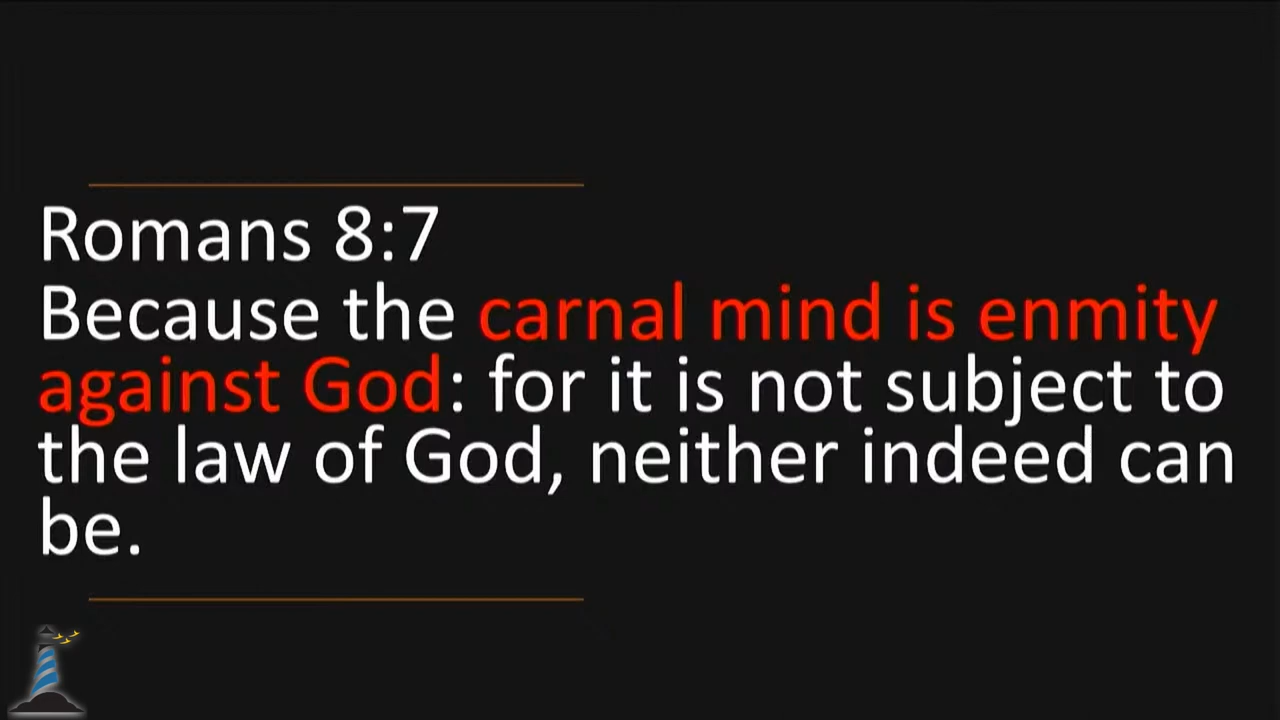 Romans 8:7
Because the carnal mind is enmity
against God: for it is not subject to
the law of God, neither indeed can
be.